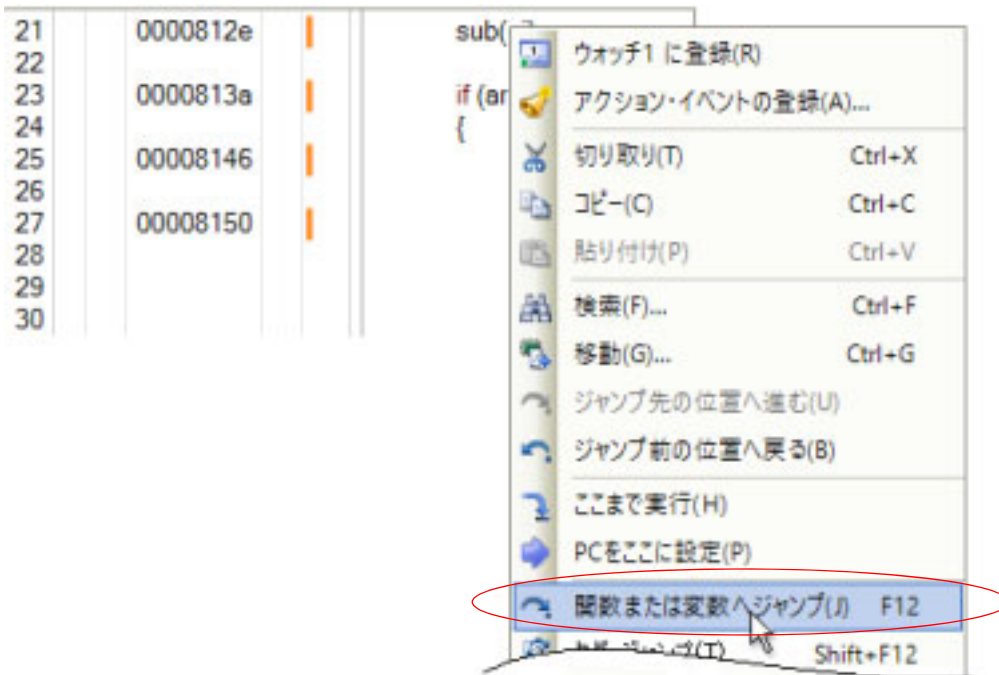 21 0000812e sub(
22
23 0000813a if (ar
24 {
25 00008146
26
27 00008150
28
29
30
ウォッチ1 に登録(R)
アクション・イベントの登録(A)...
切り取り(T) Ctrl+X
コピー(C) Ctrl+C
貼り付け(P) Ctrl+V
検索(F)... Ctrl+F
移動(G)... Ctrl+G
ジャンプ先の位置へ進む(U)
ジャンプ前の位置へ戻る(B)
ここまで実行(H)
PCをここに設定(P)
関数または変数へジャンプ(J) F12
(T) Shift+F12